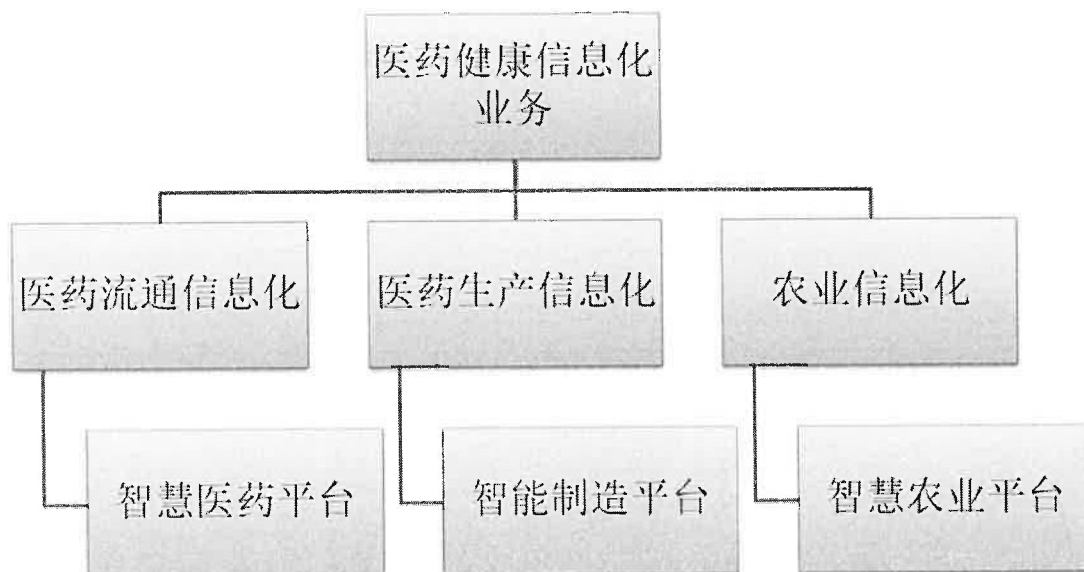 医药健康信息化
业务
医药流通信息化
医药生产信息化
农业信息化
智慧医药平台
智能制造平台
智慧农业平台